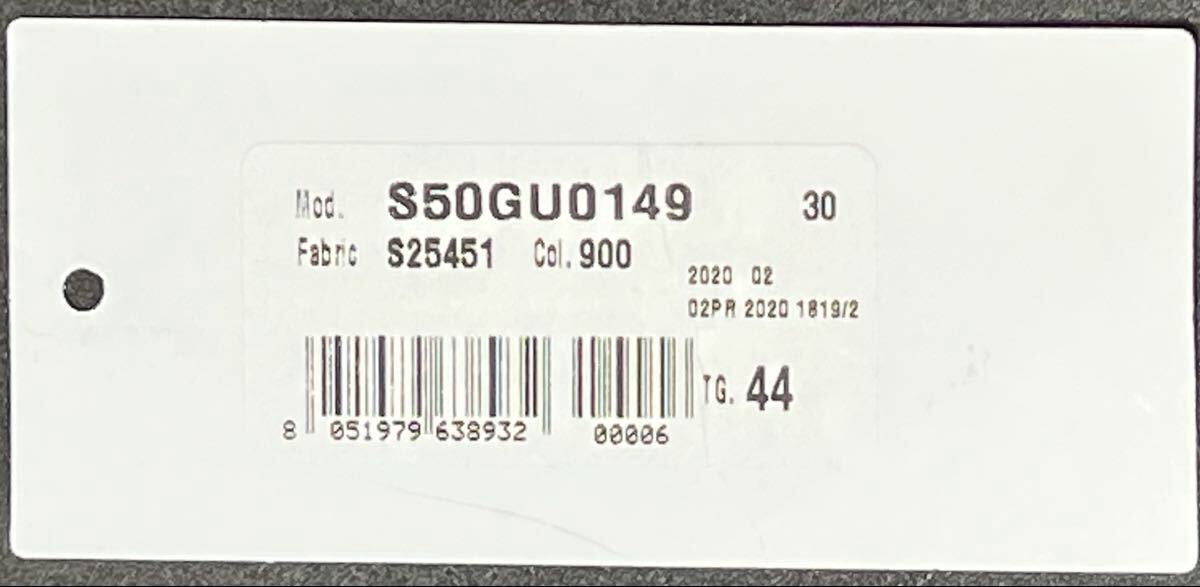 Mod. S50GU0149 30
Fabric S25451 Col. 900
2020 02
02PR 2020 1819/2
TG. 44
8 051979 638932 00006